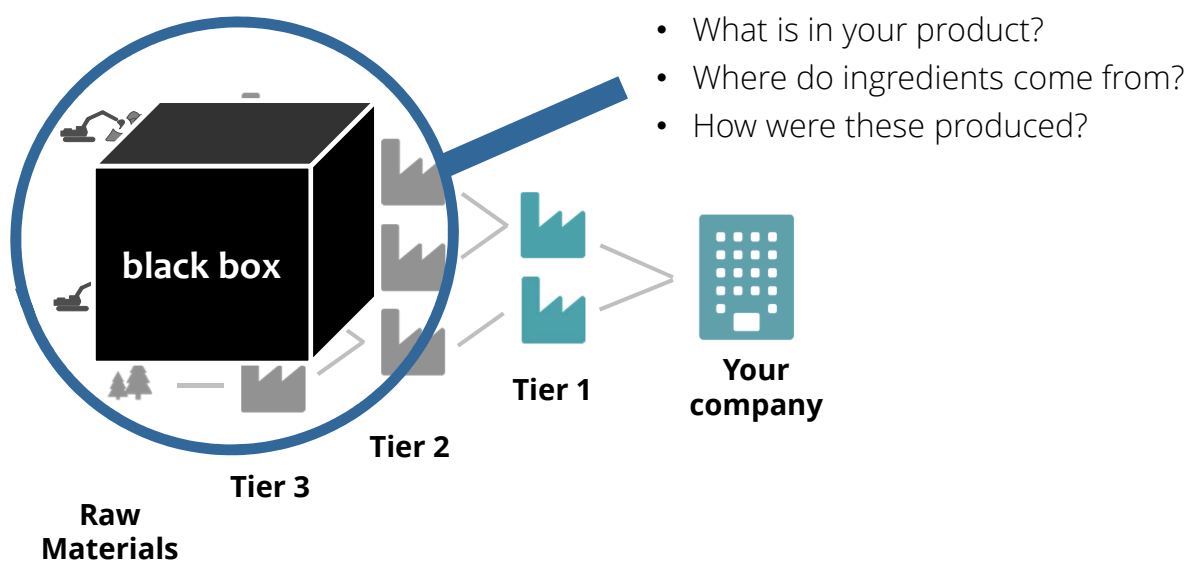 • What is in your product?
• Where do ingredients come from?
• How were these produced?
black box
Your
company
Tier 1
Tier 2
Tier 3
Raw
Materials